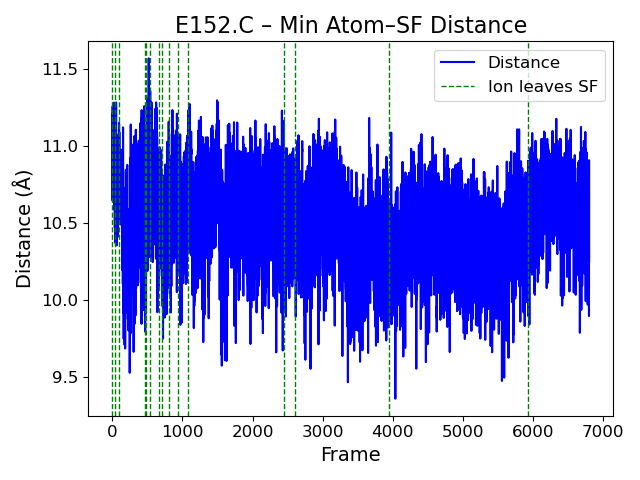 E152.C – Min Atom–SF Distance
Distance
Ion leaves SF
11.5
11.0
10.5
10.0
9.5
Distance (Å)
0 1000 2000 3000 4000 5000 6000 7000
Frame